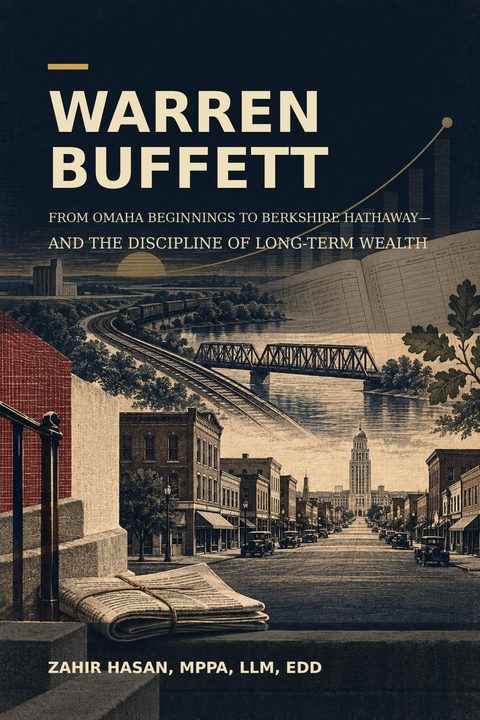 WARREN
BUFFETT
FROM OMAHA BEGINNINGS TO BERKSHIRE HATHAWAY—
AND THE DISCIPLINE OF LONG-TERM WEALTH
ZAHIR HASAN, MPPA, LLM, EDD